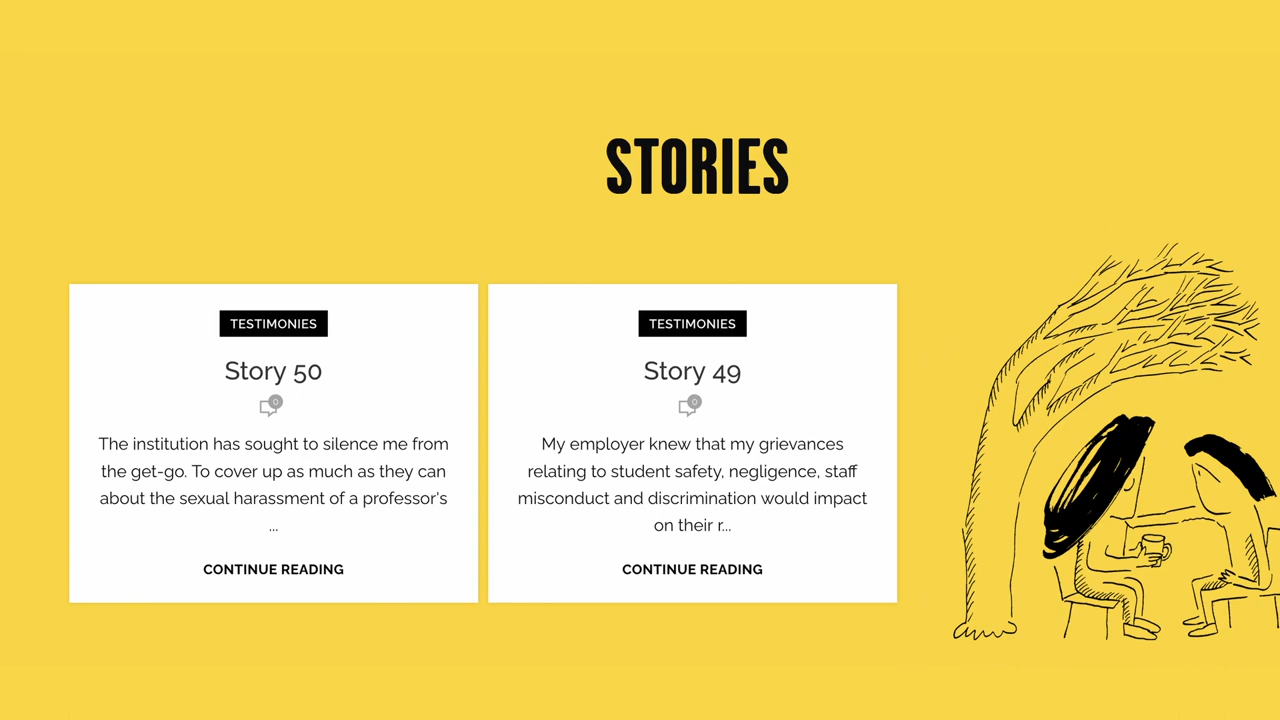 STORIES
TESTIMONIES
Story 50
0
The institution has sought to silence me from
the get-go. To cover up as much as they can
about the sexual harassment of a professor's
...
CONTINUE READING
TESTIMONIES
Story 49
0
My employer knew that my grievances
relating to student safety, negligence, staff
misconduct and discrimination would impact
on their r...
CONTINUE READING